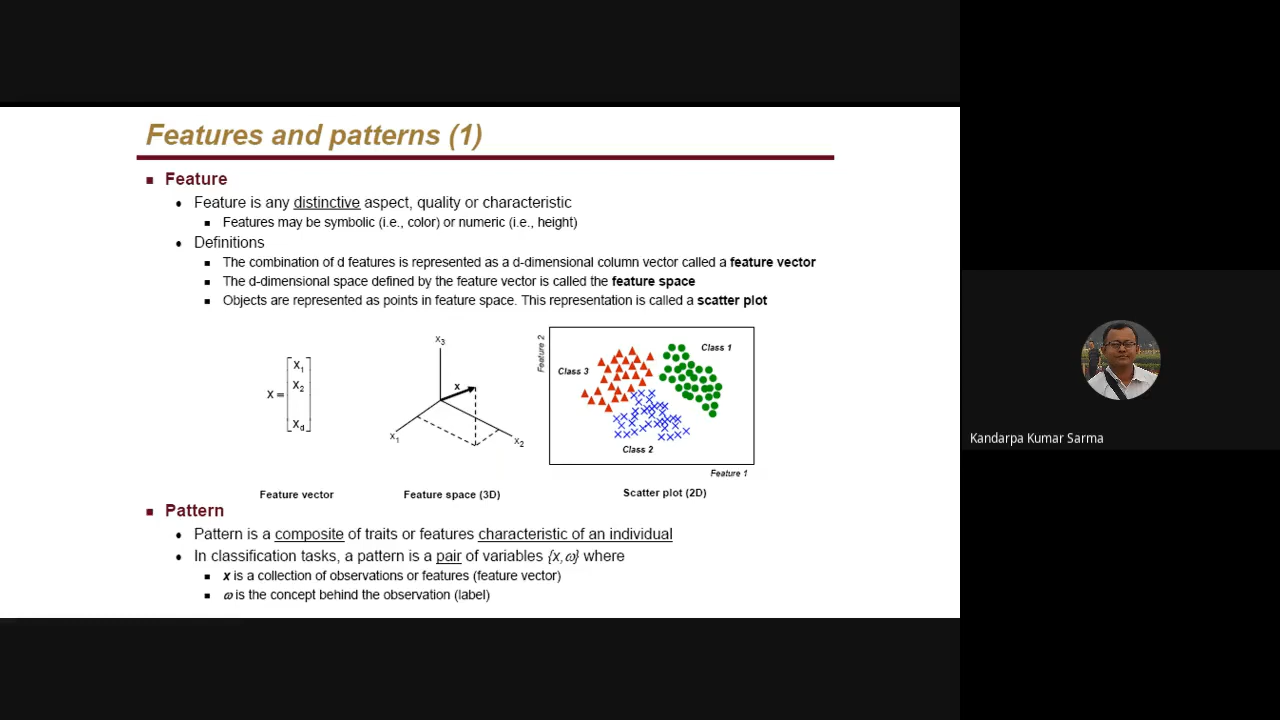 Features and patterns (1)
Feature
Feature is any distinctive aspect, quality or characteristic
Features may be symbolic (i.e., color) or numeric (i.e., height)
Definitions
The combination of d features is represented as a d-dimensional column vector called a feature vector
The d-dimensional space defined by the feature vector is called the feature space
Objects are represented as points in feature space. This representation is called a scatter plot
X =
X1
X2
Xd
Feature vector
X3
x
X1
X2
Feature space (3D)
Feature 2
Class 1
Class 3
Class 2
Feature 1
Scatter plot (2D)
Pattern
Pattern is a composite of traits or features characteristic of an individual
In classification tasks, a pattern is a pair of variables {x,ω} where
x is a collection of observations or features (feature vector)
ω is the concept behind the observation (label)
Kandarpa Kumar Sarma